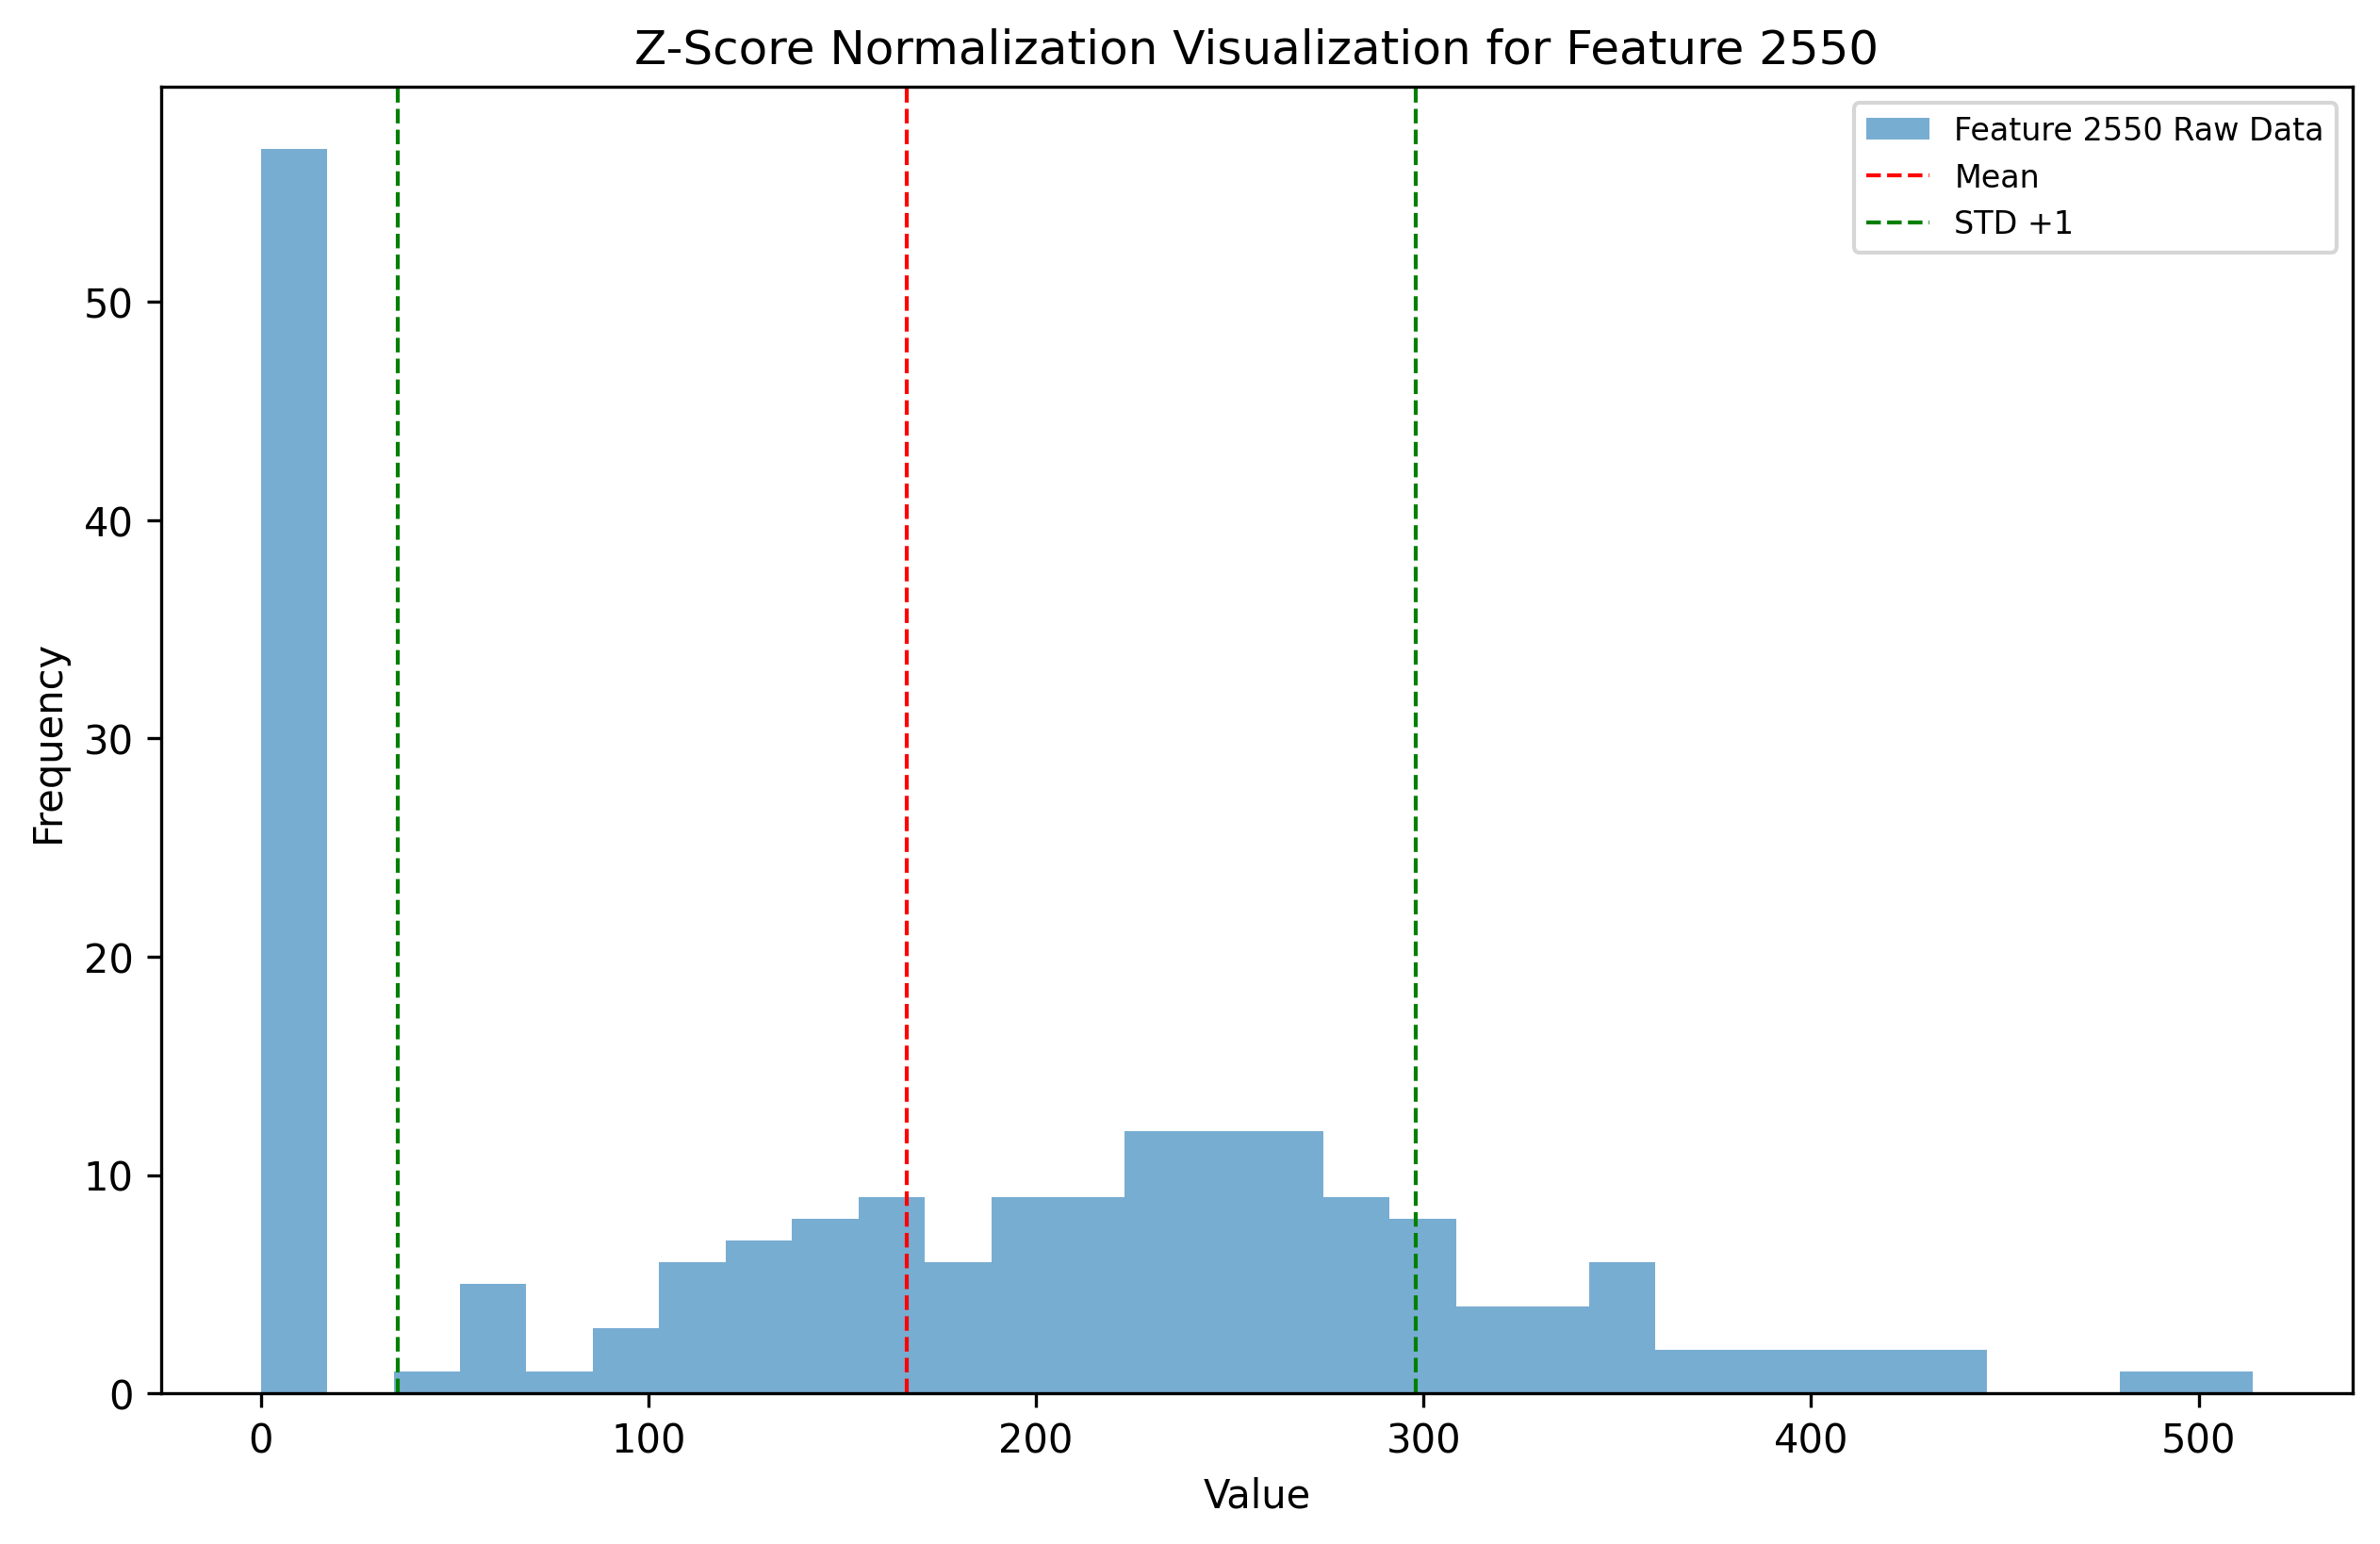 Z-Score Normalization Visualization for Feature 2550
Feature 2550 Raw Data
Mean
STD +1
Frequency
50
40
30
20
10
0
0 100 200 300 400 500
Value